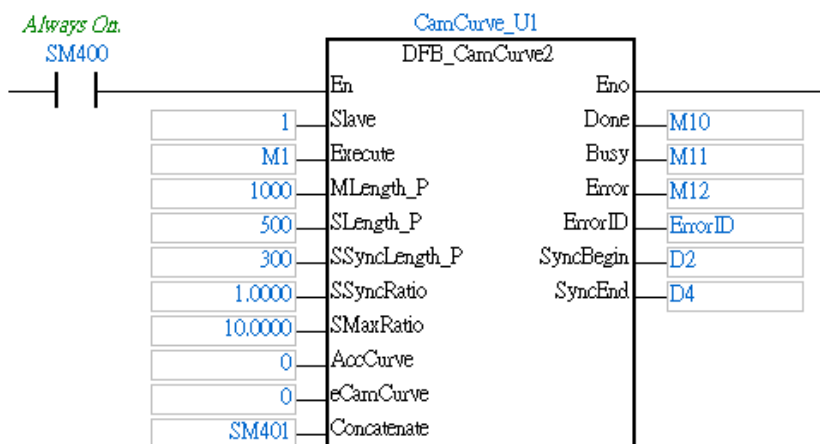 Always On.
CamCurve_U1
SM400
DFB_CamCurve2
En Eno
1 Slave Done M10
M1 Execute Busy M11
1000 MLength_P Error M12
500 SLength_P ErrorID ErrorID
300 SSyncLength_P SyncBegin D2
1.0000 SSyncRatio SyncEnd D4
10.0000 SMaxRatio
0 AccCurve
0 eCamCurve
SM401 Concatenate